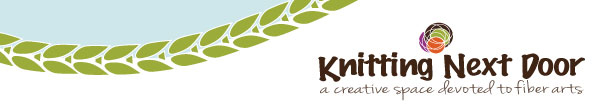 Knitting Next Door
a creative space devoted to fiber arts